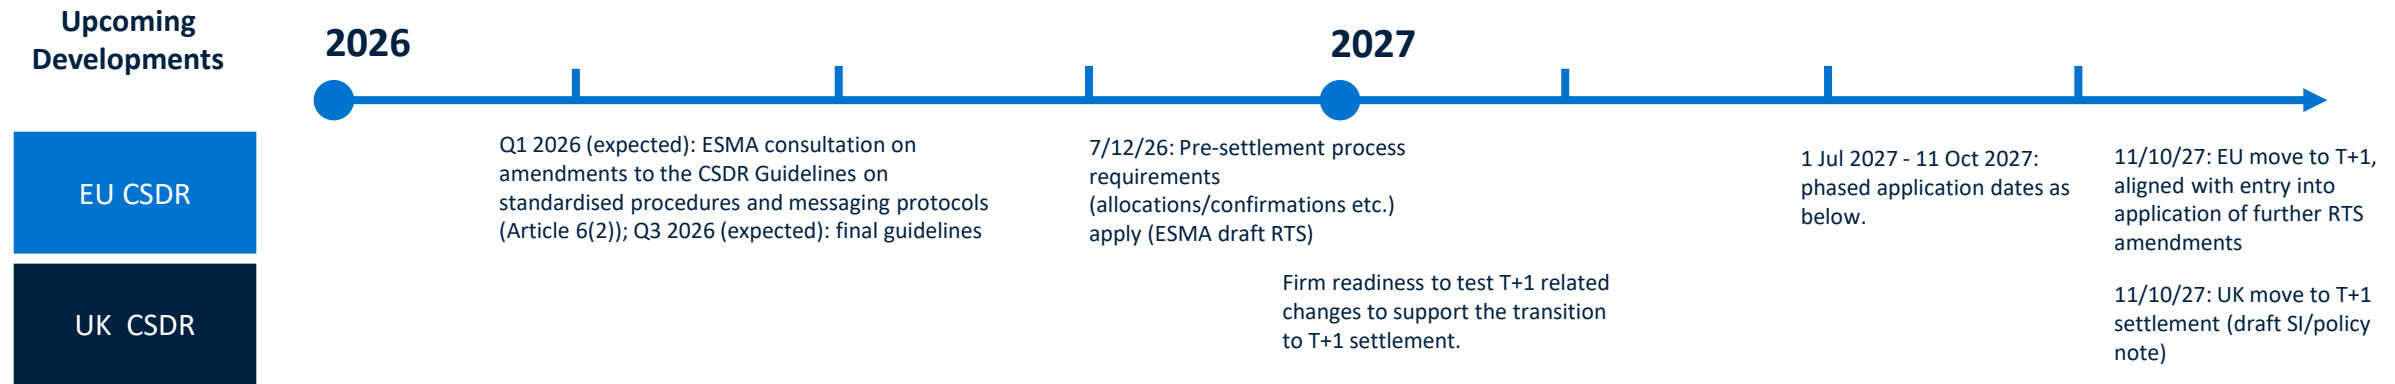 Upcoming
Developments
2026
2027
EU CSDR
Q1 2026 (expected): ESMA consultation on
amendments to the CSDR Guidelines on
standardised procedures and messaging protocols
(Article 6(2)); Q3 2026 (expected): final guidelines
7/12/26: Pre-settlement process
requirements
(allocations/confirmations etc.)
apply (ESMA draft RTS)
1 Jul 2027 - 11 Oct 2027:
phased application dates as
below.
11/10/27: EU move to T+1,
aligned with entry into
application of further RTS
amendments
UK CSDR
Firm readiness to test T+1 related
changes to support the transition
to T+1 settlement.
11/10/27: UK move to T+1
settlement (draft SI/policy
note)